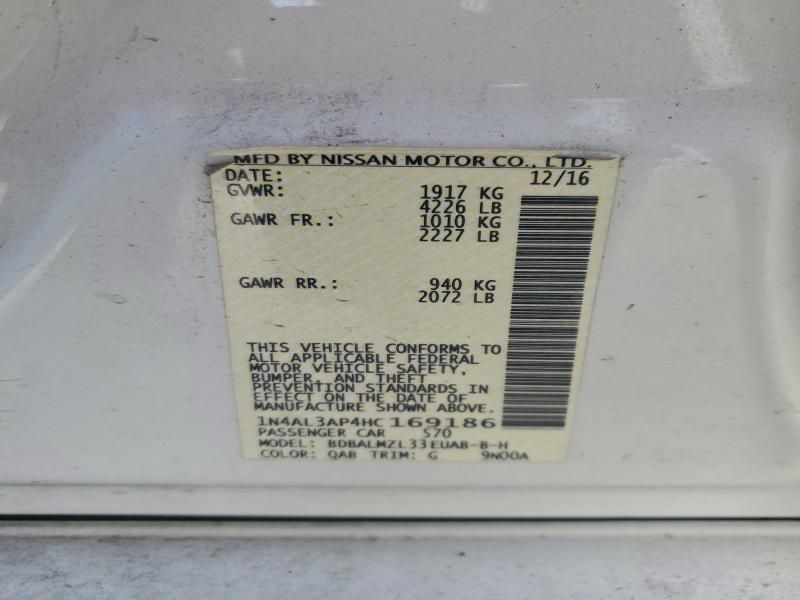 MFD BY NISSAN MOTOR CO., LTD.
DATE: 12/16
GVWR: 1917 KG
4226 LB
GAWR FR.: 1010 KG
2227 LB
GAWR RR.: 940 KG
2072 LB
THIS VEHICLE CONFORMS TO
ALL APPLICABLE FEDERAL
MOTOR VEHICLE SAFETY,
BUMPER, AND THEFT
PREVENTION STANDARDS IN
EFFECT ON THE DATE OF
MANUFACTURE SHOWN ABOVE.
1N4AL3AP4HC169186
PASSENGER CAR S70
MODEL: BDBALMZL33EUAB-B-H
COLOR: QAB TRIM: G 9N00A